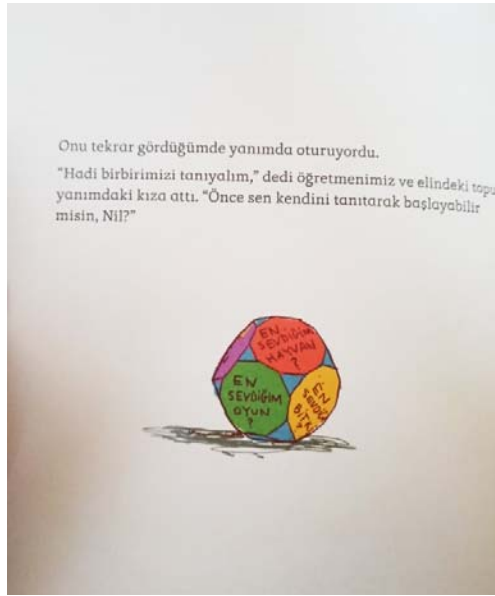 Onu tekrar gördüğümde yanımda oturuyordu.
“Hadi birbirimizi tanıyalım,” dedi öğretmenimiz ve elindeki topu
yanımdaki kıza attı. “Önce sen kendini tanıtarak başlayabilir
misin, Nil?”
EN
SEVDİĞİM
HAYVAN
?
EN
SEVDİĞİM
OYUN
?
EN